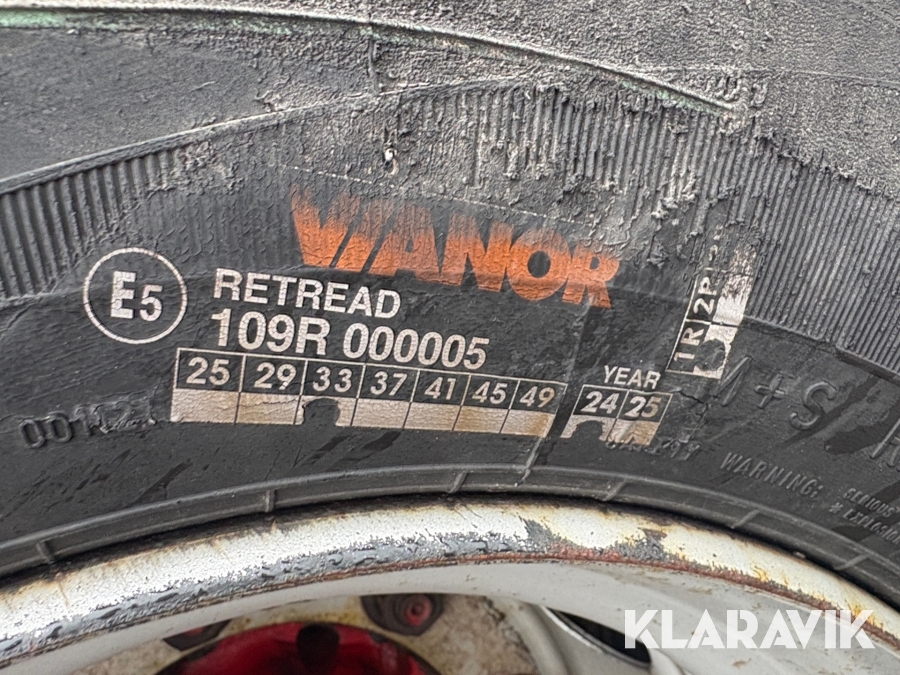 VIANOR
E5
RETREAD
109R 000005
25 29 33 37 41 45 49
YEAR
24 25
1R 2P
M+S
WARNING:
KLARAVIK